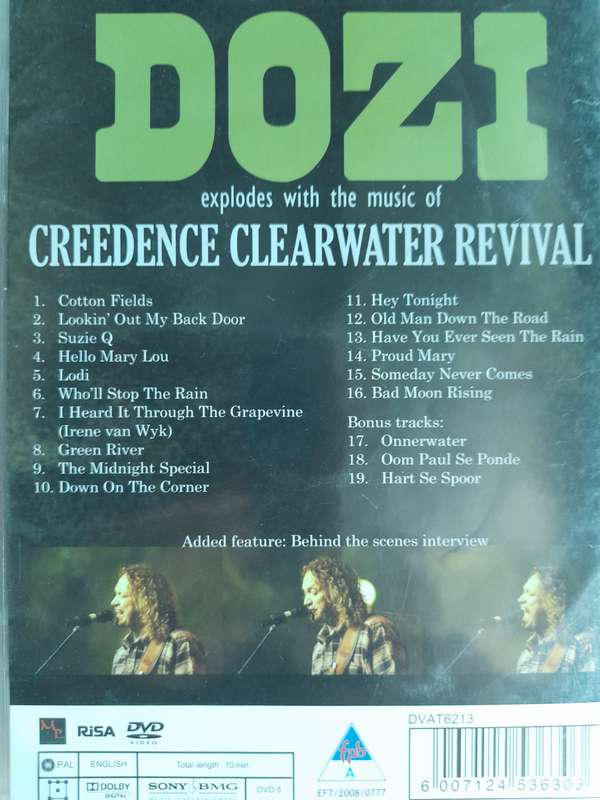 DOZI
explodes with the music of
CREEDENCE CLEARWATER REVIVAL
1. Cotton Fields
2. Lookin' Out My Back Door
3. Suzie Q
4. Hello Mary Lou
5. Lodi
6. Who'll Stop The Rain
7. I Heard It Through The Grapevine
(Irene van Wyk)
8. Green River
9. The Midnight Special
10. Down On The Corner
11. Hey Tonight
12. Old Man Down The Road
13. Have You Ever Seen The Rain
14. Proud Mary
15. Someday Never Comes
16. Bad Moon Rising
Bonus tracks:
17. Onnerwater
18. Oom Paul Se Ponde
19. Hart Se Spoor
Added feature: Behind the scenes interview
MP
RiSA
DVD
VIDEO
fpb
A
EF7/2008/0777
DVAT6213
6 007124 536303
PAL
ENGLISH
Total length: 70 min
DOLBY
DIGITAL
SONY BMG
MUSIC ENTERTAINMENT
DVD 5